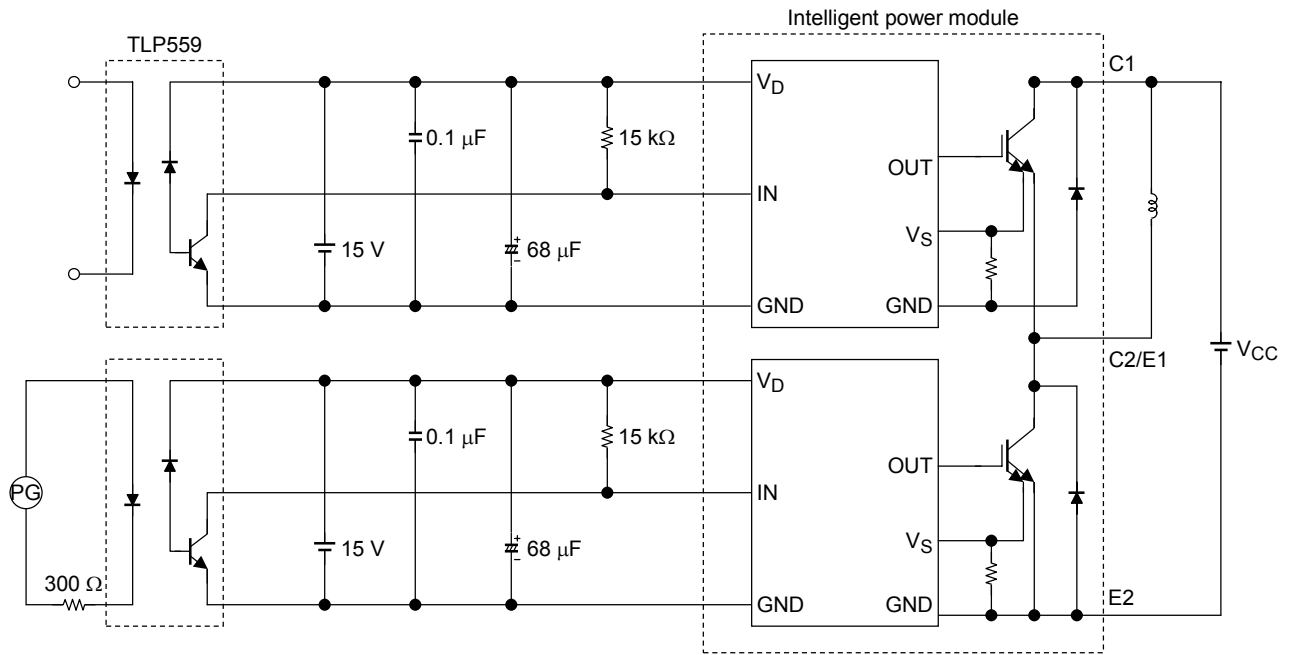 Intelligent power module
TLP559
C1
V_D
0.1 μF
15 kΩ
OUT
IN
V_S
15 V
+
68 μF
−
GND
GND
C2/E1
V_CC
V_D
0.1 μF
15 kΩ
OUT
PG
IN
V_S
15 V
+
68 μF
−
300 Ω
GND
GND
E2